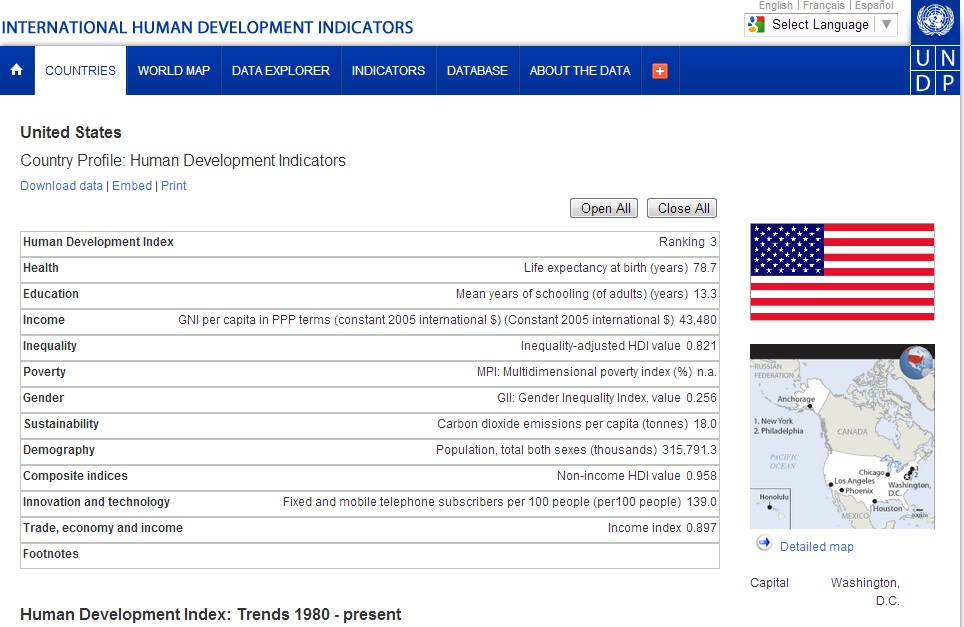 English | Français | Español
Select Language
INTERNATIONAL HUMAN DEVELOPMENT INDICATORS
U N
D P
COUNTRIES WORLD MAP DATA EXPLORER INDICATORS DATABASE ABOUT THE DATA
United States
Country Profile: Human Development Indicators
Download data | Embed | Print
Open All Close All
Human Development Index Ranking 3
Health Life expectancy at birth (years) 78.7
Education Mean years of schooling (of adults) (years) 13.3
Income GNI per capita in PPP terms (constant 2005 international $) (Constant 2005 international $) 43,480
Inequality Inequality-adjusted HDI value 0.821
Poverty MPI: Multidimensional poverty index (%) n.a.
Gender GII: Gender Inequality Index, value 0.256
Sustainability Carbon dioxide emissions per capita (tonnes) 18.0
Demography Population, total both sexes (thousands) 315,791.3
Composite indices Non-income HDI value 0.958
Innovation and technology Fixed and mobile telephone subscribers per 100 people (per100 people) 139.0
Trade, economy and income Income index 0.897
Footnotes
RUSSIAN
FEDERATION
Anchorage
1. New York
2. Philadelphia
CANADA
PACIFIC
OCEAN
Chicago
1
2
Los Angeles
Washington,
D.C.
Phoenix
Honolulu
Houston
MEXICO
Detailed map
Capital Washington,
D.C.
Human Development Index: Trends 1980 - present